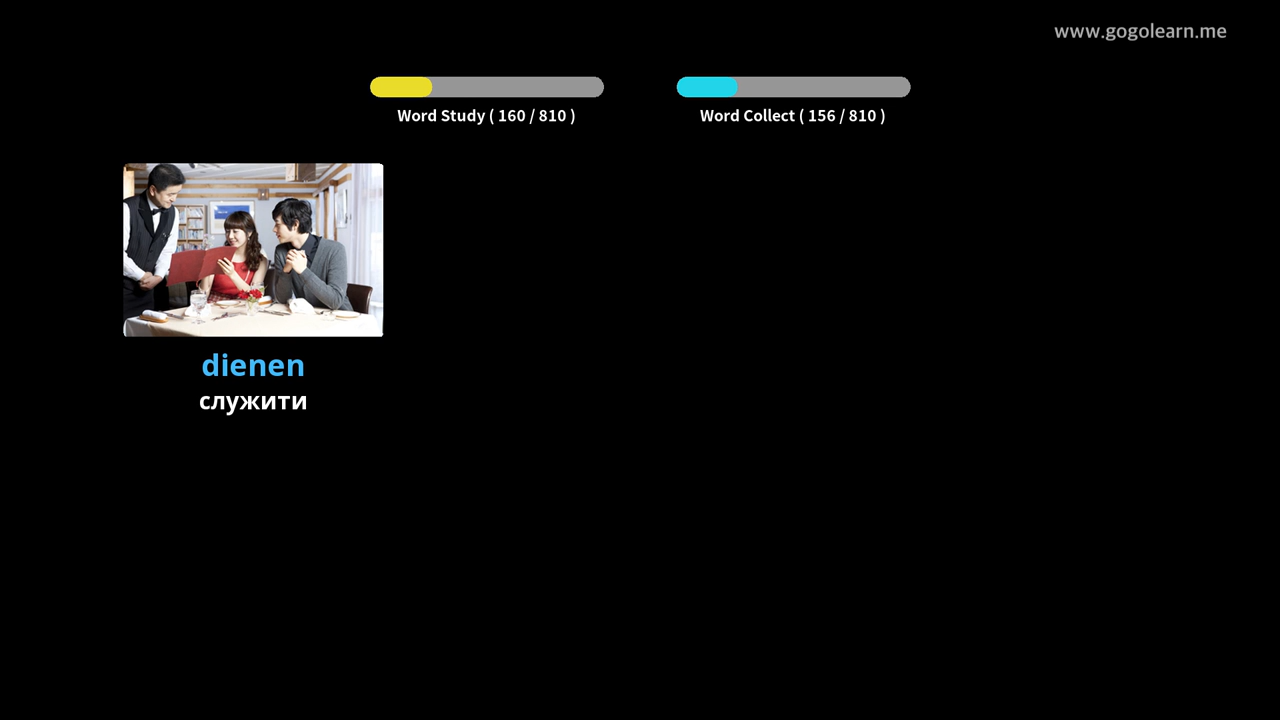 www.gogolearn.me
Word Study ( 160 / 810 )
Word Collect ( 156 / 810 )
dienen
служити